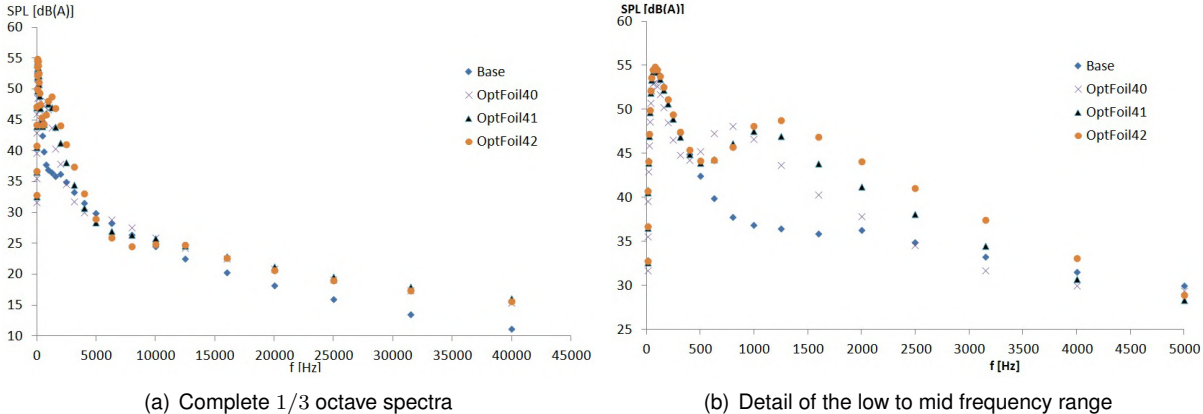 SPL [dB(A)]
60
55
50
45
40
35
30
25
20
15
10
0
5000
10000
15000
20000
25000
30000
35000
40000
45000
f [Hz]
Base
OptFoil40
OptFoil41
OptFoil42
(a) Complete 1/3 octave spectra
SPL [dB(A)]
60
55
50
45
40
35
30
25
0
500
1000
1500
2000
2500
3000
3500
4000
4500
5000
f [Hz]
Base
OptFoil40
OptFoil41
OptFoil42
(b) Detail of the low to mid frequency range